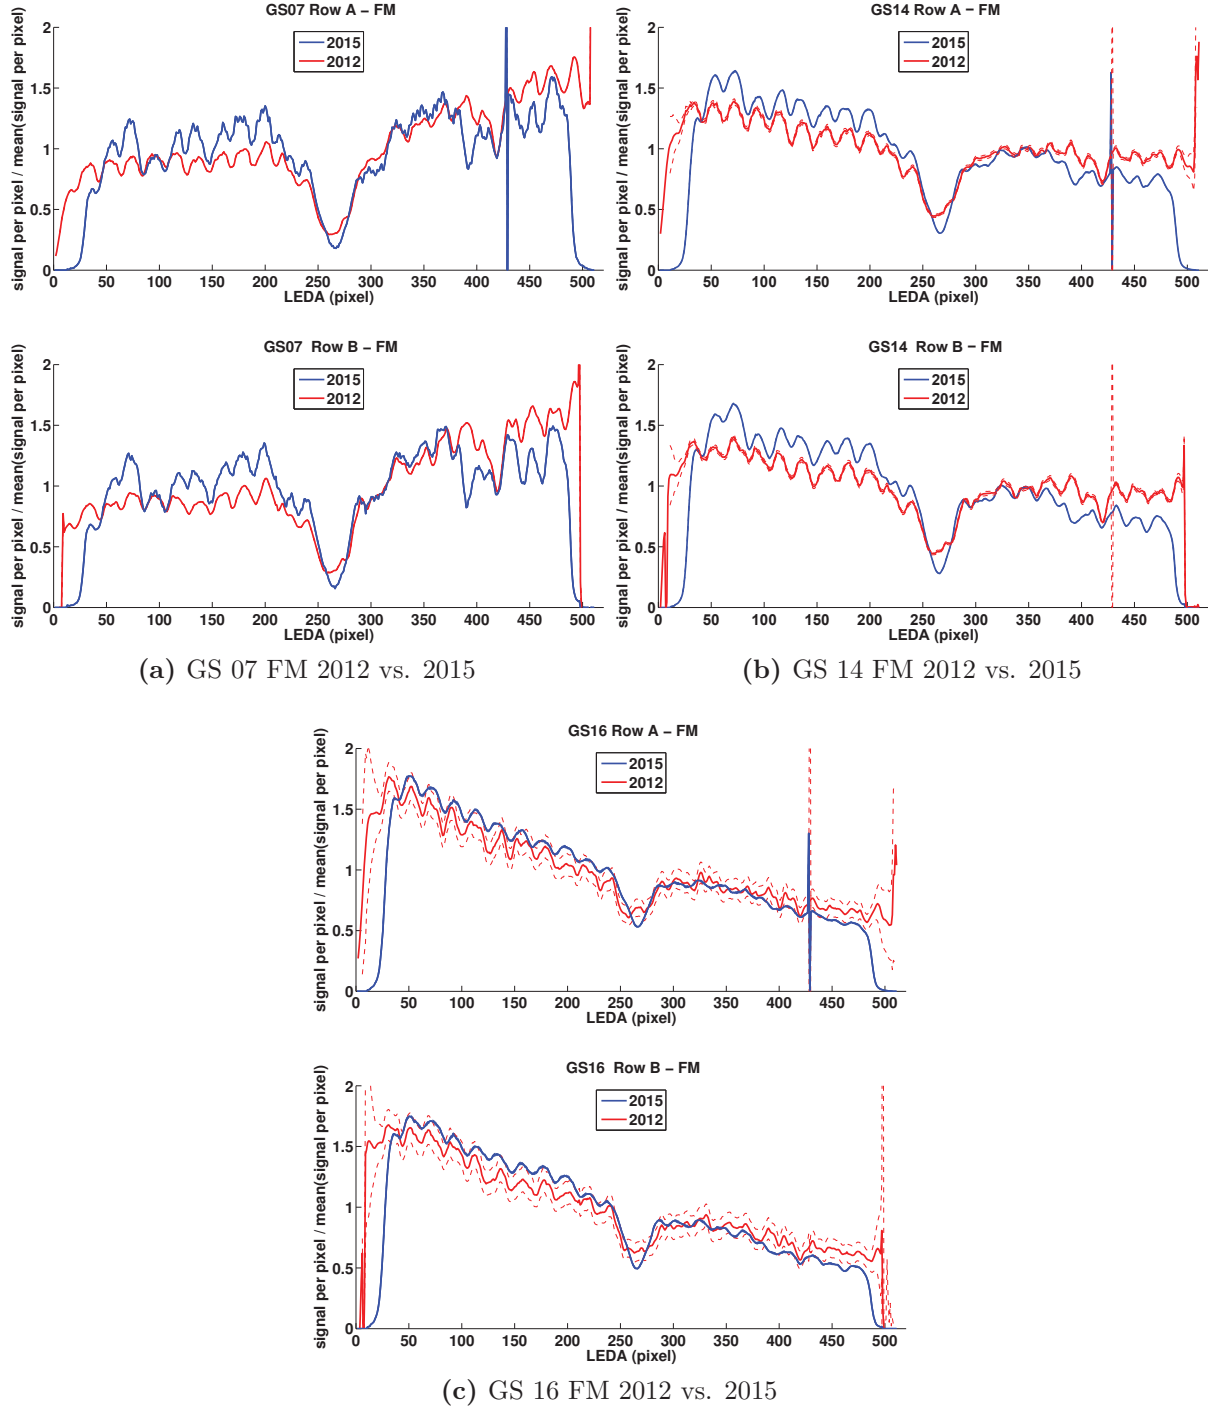 GS07 Row A − FM
signal per pixel / mean(signal per pixel)
2
1.5
1
0.5
0
2015
2012
0 50 100 150 200 250 300 350 400 450 500
LEDA (pixel)
GS14 Row A − FM
signal per pixel / mean(signal per pixel)
2
1.5
1
0.5
0
2015
2012
0 50 100 150 200 250 300 350 400 450 500
LEDA (pixel)
GS07 Row B − FM
signal per pixel / mean(signal per pixel)
2
1.5
1
0.5
0
2015
2012
0 50 100 150 200 250 300 350 400 450 500
LEDA (pixel)
GS14 Row B − FM
signal per pixel / mean(signal per pixel)
2
1.5
1
0.5
0
2015
2012
0 50 100 150 200 250 300 350 400 450 500
LEDA (pixel)
(a) GS 07 FM 2012 vs. 2015
(b) GS 14 FM 2012 vs. 2015
GS16 Row A − FM
signal per pixel / mean(signal per pixel)
2
1.5
1
0.5
0
2015
2012
0 50 100 150 200 250 300 350 400 450 500
LEDA (pixel)
GS16 Row B − FM
signal per pixel / mean(signal per pixel)
2
1.5
1
0.5
0
2015
2012
0 50 100 150 200 250 300 350 400 450 500
LEDA (pixel)
(c) GS 16 FM 2012 vs. 2015